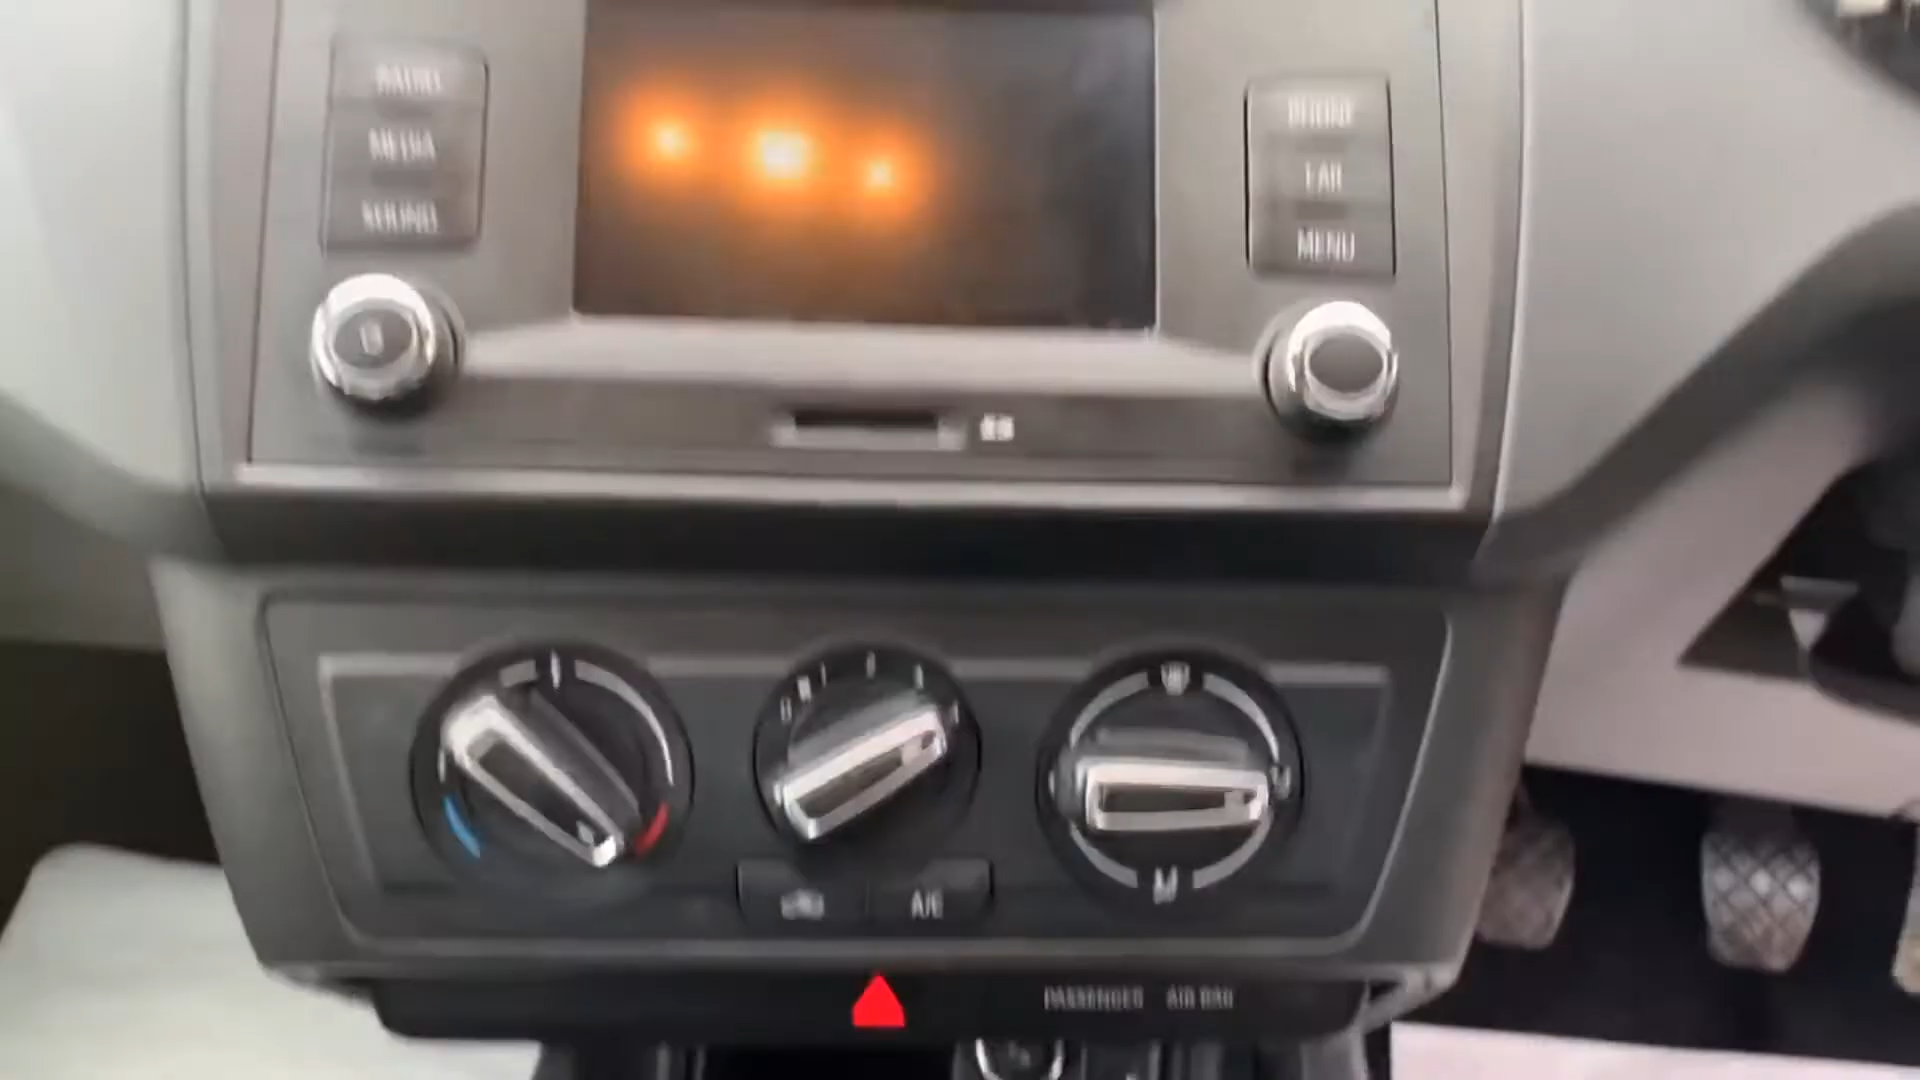 RADIO
MEDIA
SOUND
PHONE
CAR
MENU
A/C
PASSENGER AIR BAG